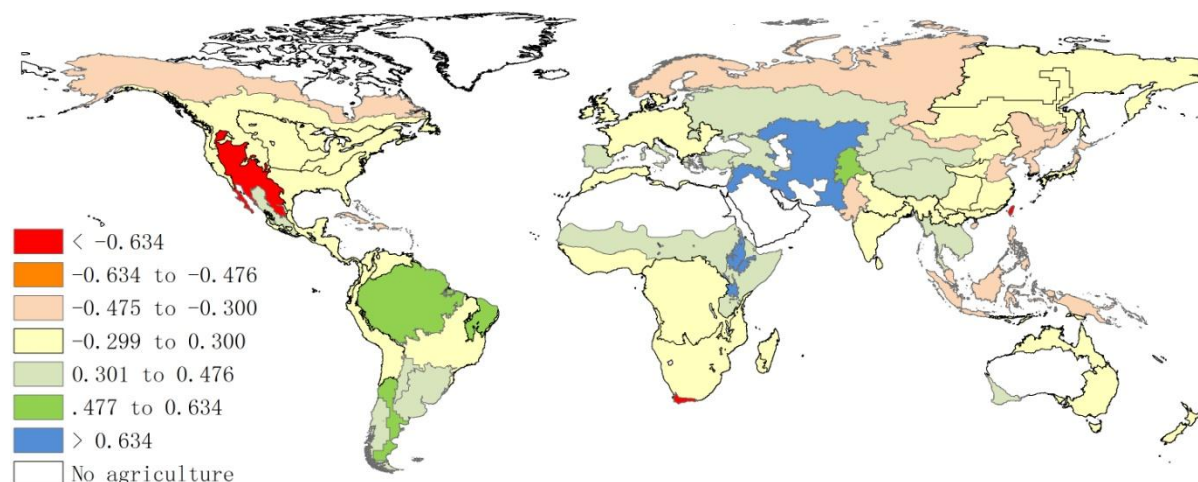 < -0.634
-0.634 to -0.476
-0.475 to -0.300
-0.299 to 0.300
0.301 to 0.476
.477 to 0.634
> 0.634
No agriculture